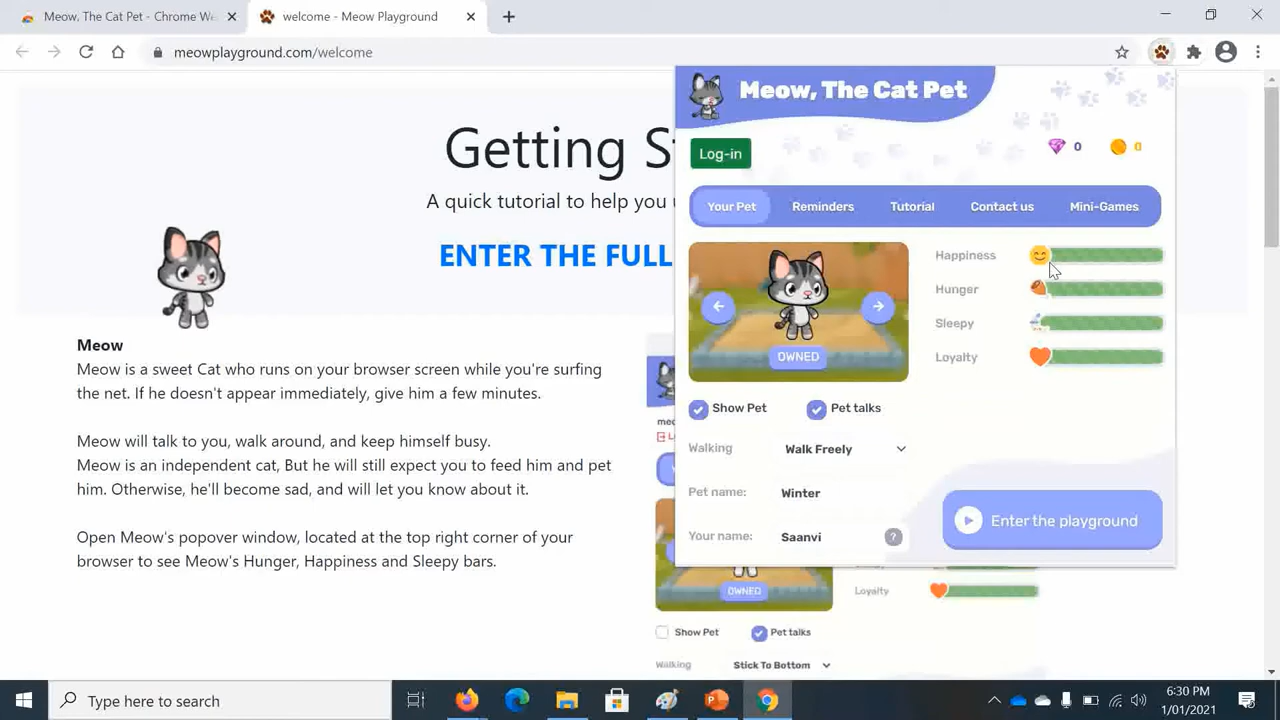 Meow, The Cat Pet - Chrome We
welcome - Meow Playground
meowplayground.com/welcome
Meow, The Cat Pet
Log-in
0
0
Your Pet
Reminders
Tutorial
Contact us
Mini-Games
Getting S
A quick tutorial to help you
ENTER THE FULL
OWNED
Happiness
Hunger
Sleepy
Loyalty
Show Pet
Pet talks
Walking
Walk Freely
Pet name:
Winter
Your name:
Saanvi
?
Enter the playground
Meow
Meow is a sweet Cat who runs on your browser screen while you're surfing
the net. If he doesn't appear immediately, give him a few minutes.
Meow will talk to you, walk around, and keep himself busy.
Meow is an independent cat, But he will still expect you to feed him and pet
him. Otherwise, he'll become sad, and will let you know about it.
Open Meow's popover window, located at the top right corner of your
browser to see Meow's Hunger, Happiness and Sleepy bars.
OWNED
Loyalty
Show Pet
Pet talks
Walking
Stick To Bottom
Type here to search
6:30 PM
1/01/2021